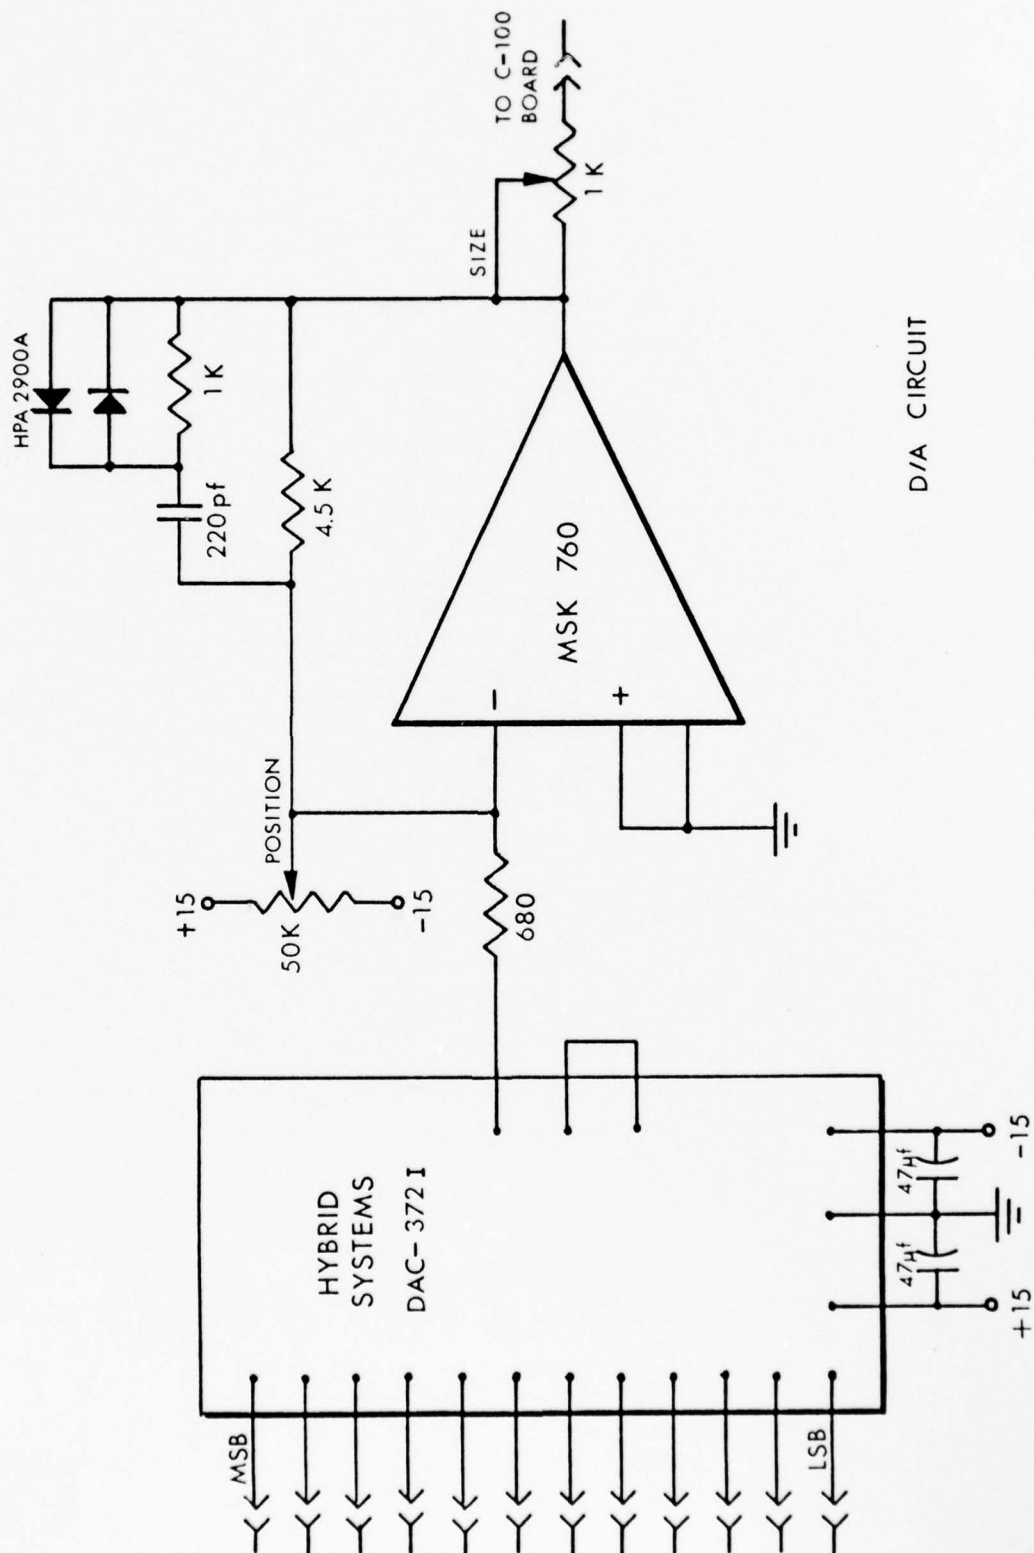 HPA 2900A
1K
220pf
4.5 K
TO C-100
BOARD
SIZE
1K
+15
50K
-15
POSITION
680
-
+
MSK 760
MSB
HYBRID
SYSTEMS
DAC-372 I
LSB
47µf
47µf
+15
-15
D/A CIRCUIT